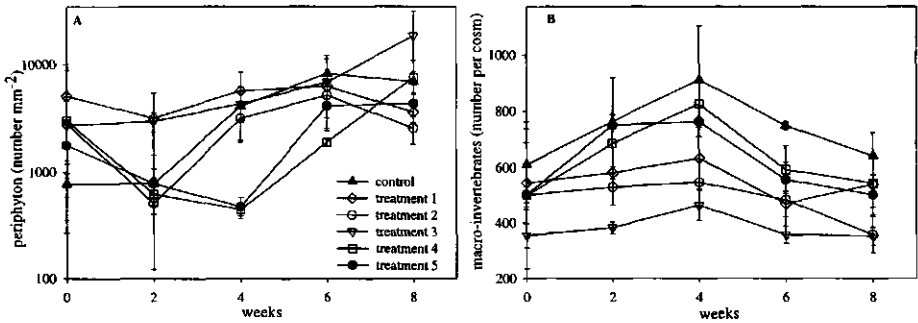 A
periphyton (number mm⁻²)
10000
1000
100
0 2 4 6 8
weeks
control
treatment 1
treatment 2
treatment 3
treatment 4
treatment 5
B
macro-invertebrates (number per cosm)
1000
800
600
400
200
0 2 4 6 8
weeks